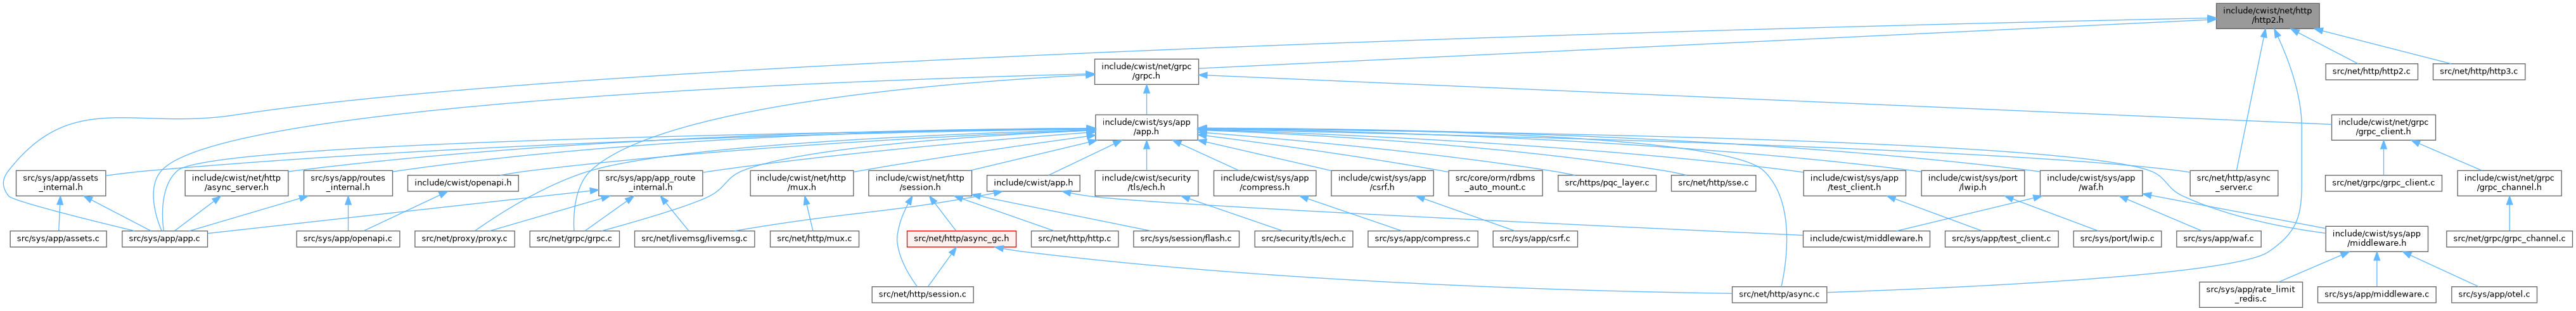 include/cwist/net/http
/http2.h
include/cwist/net/grpc
/grpc.h
src/net/http/http2.c
src/net/http/http3.c
include/cwist/sys/app
/app.h
include/cwist/net/grpc
/grpc_client.h
src/sys/app/assets
_internal.h
include/cwist/net/http
/async_server.h
src/sys/app/routes
_internal.h
include/cwist/openapi.h
src/sys/app/app_route
_internal.h
include/cwist/net/http
/mux.h
include/cwist/net/http
/session.h
include/cwist/app.h
include/cwist/security
/tls/ech.h
include/cwist/sys/app
/compress.h
include/cwist/sys/app
/csrf.h
src/core/orm/rdbms
_auto_mount.c
src/https/pqc_layer.c
src/net/http/sse.c
include/cwist/sys/app
/test_client.h
include/cwist/sys/port
/lwip.h
include/cwist/sys/app
/waf.h
src/net/http/async
_server.c
src/net/grpc/grpc_client.c
include/cwist/net/grpc
/grpc_channel.h
src/sys/app/assets.c
src/sys/app/app.c
src/sys/app/openapi.c
src/net/proxy/proxy.c
src/net/grpc/grpc.c
src/net/livemsg/livemsg.c
src/net/http/mux.c
src/net/http/async_gc.h
src/net/http/http.c
src/sys/session/flash.c
src/security/tls/ech.c
src/sys/app/compress.c
src/sys/app/csrf.c
include/cwist/middleware.h
src/sys/app/test_client.c
src/sys/port/lwip.c
src/sys/app/waf.c
include/cwist/sys/app
/middleware.h
src/net/grpc/grpc_channel.c
src/net/http/session.c
src/net/http/async.c
src/sys/app/rate_limit
_redis.c
src/sys/app/middleware.c
src/sys/app/otel.c